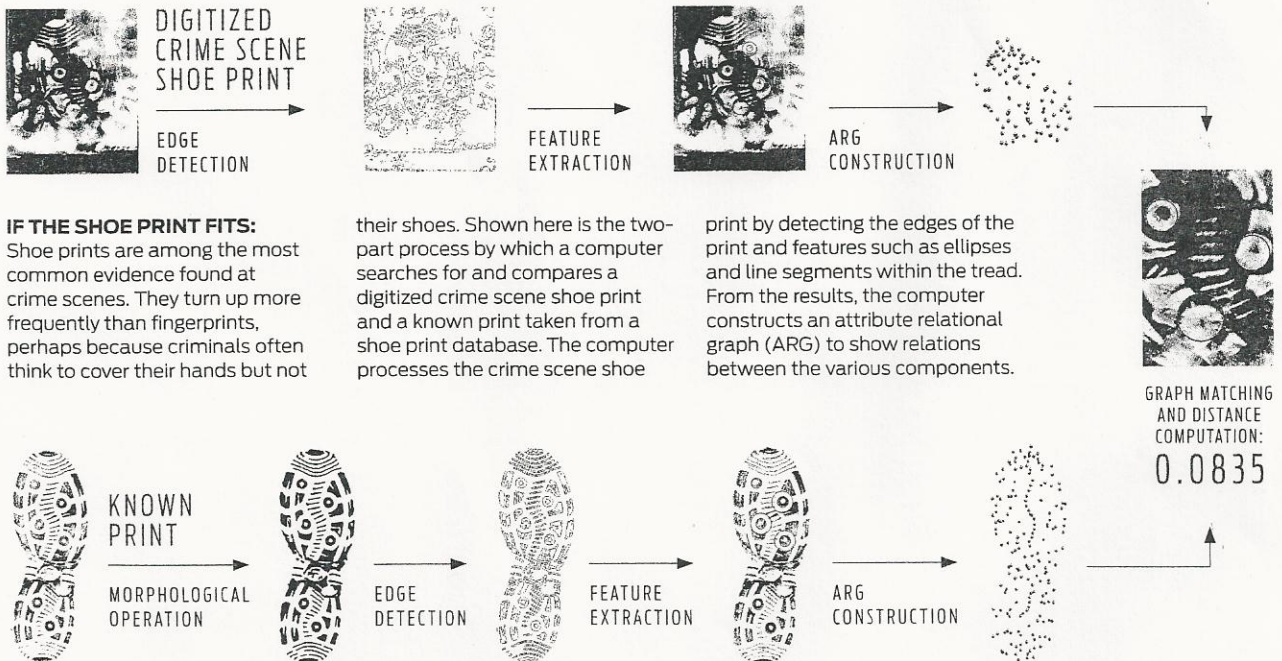 DIGITIZED
CRIME SCENE
SHOE PRINT
EDGE
DETECTION
FEATURE
EXTRACTION
ARG
CONSTRUCTION
IF THE SHOE PRINT FITS:
Shoe prints are among the most
common evidence found at
crime scenes. They turn up more
frequently than fingerprints,
perhaps because criminals often
think to cover their hands but not
their shoes. Shown here is the two-
part process by which a computer
searches for and compares a
digitized crime scene shoe print
and a known print taken from a
shoe print database. The computer
processes the crime scene shoe
print by detecting the edges of the
print and features such as ellipses
and line segments within the tread.
From the results, the computer
constructs an attribute relational
graph (ARG) to show relations
between the various components.
GRAPH MATCHING
AND DISTANCE
COMPUTATION:
0.0835
KNOWN
PRINT
MORPHOLOGICAL
OPERATION
EDGE
DETECTION
FEATURE
EXTRACTION
ARG
CONSTRUCTION